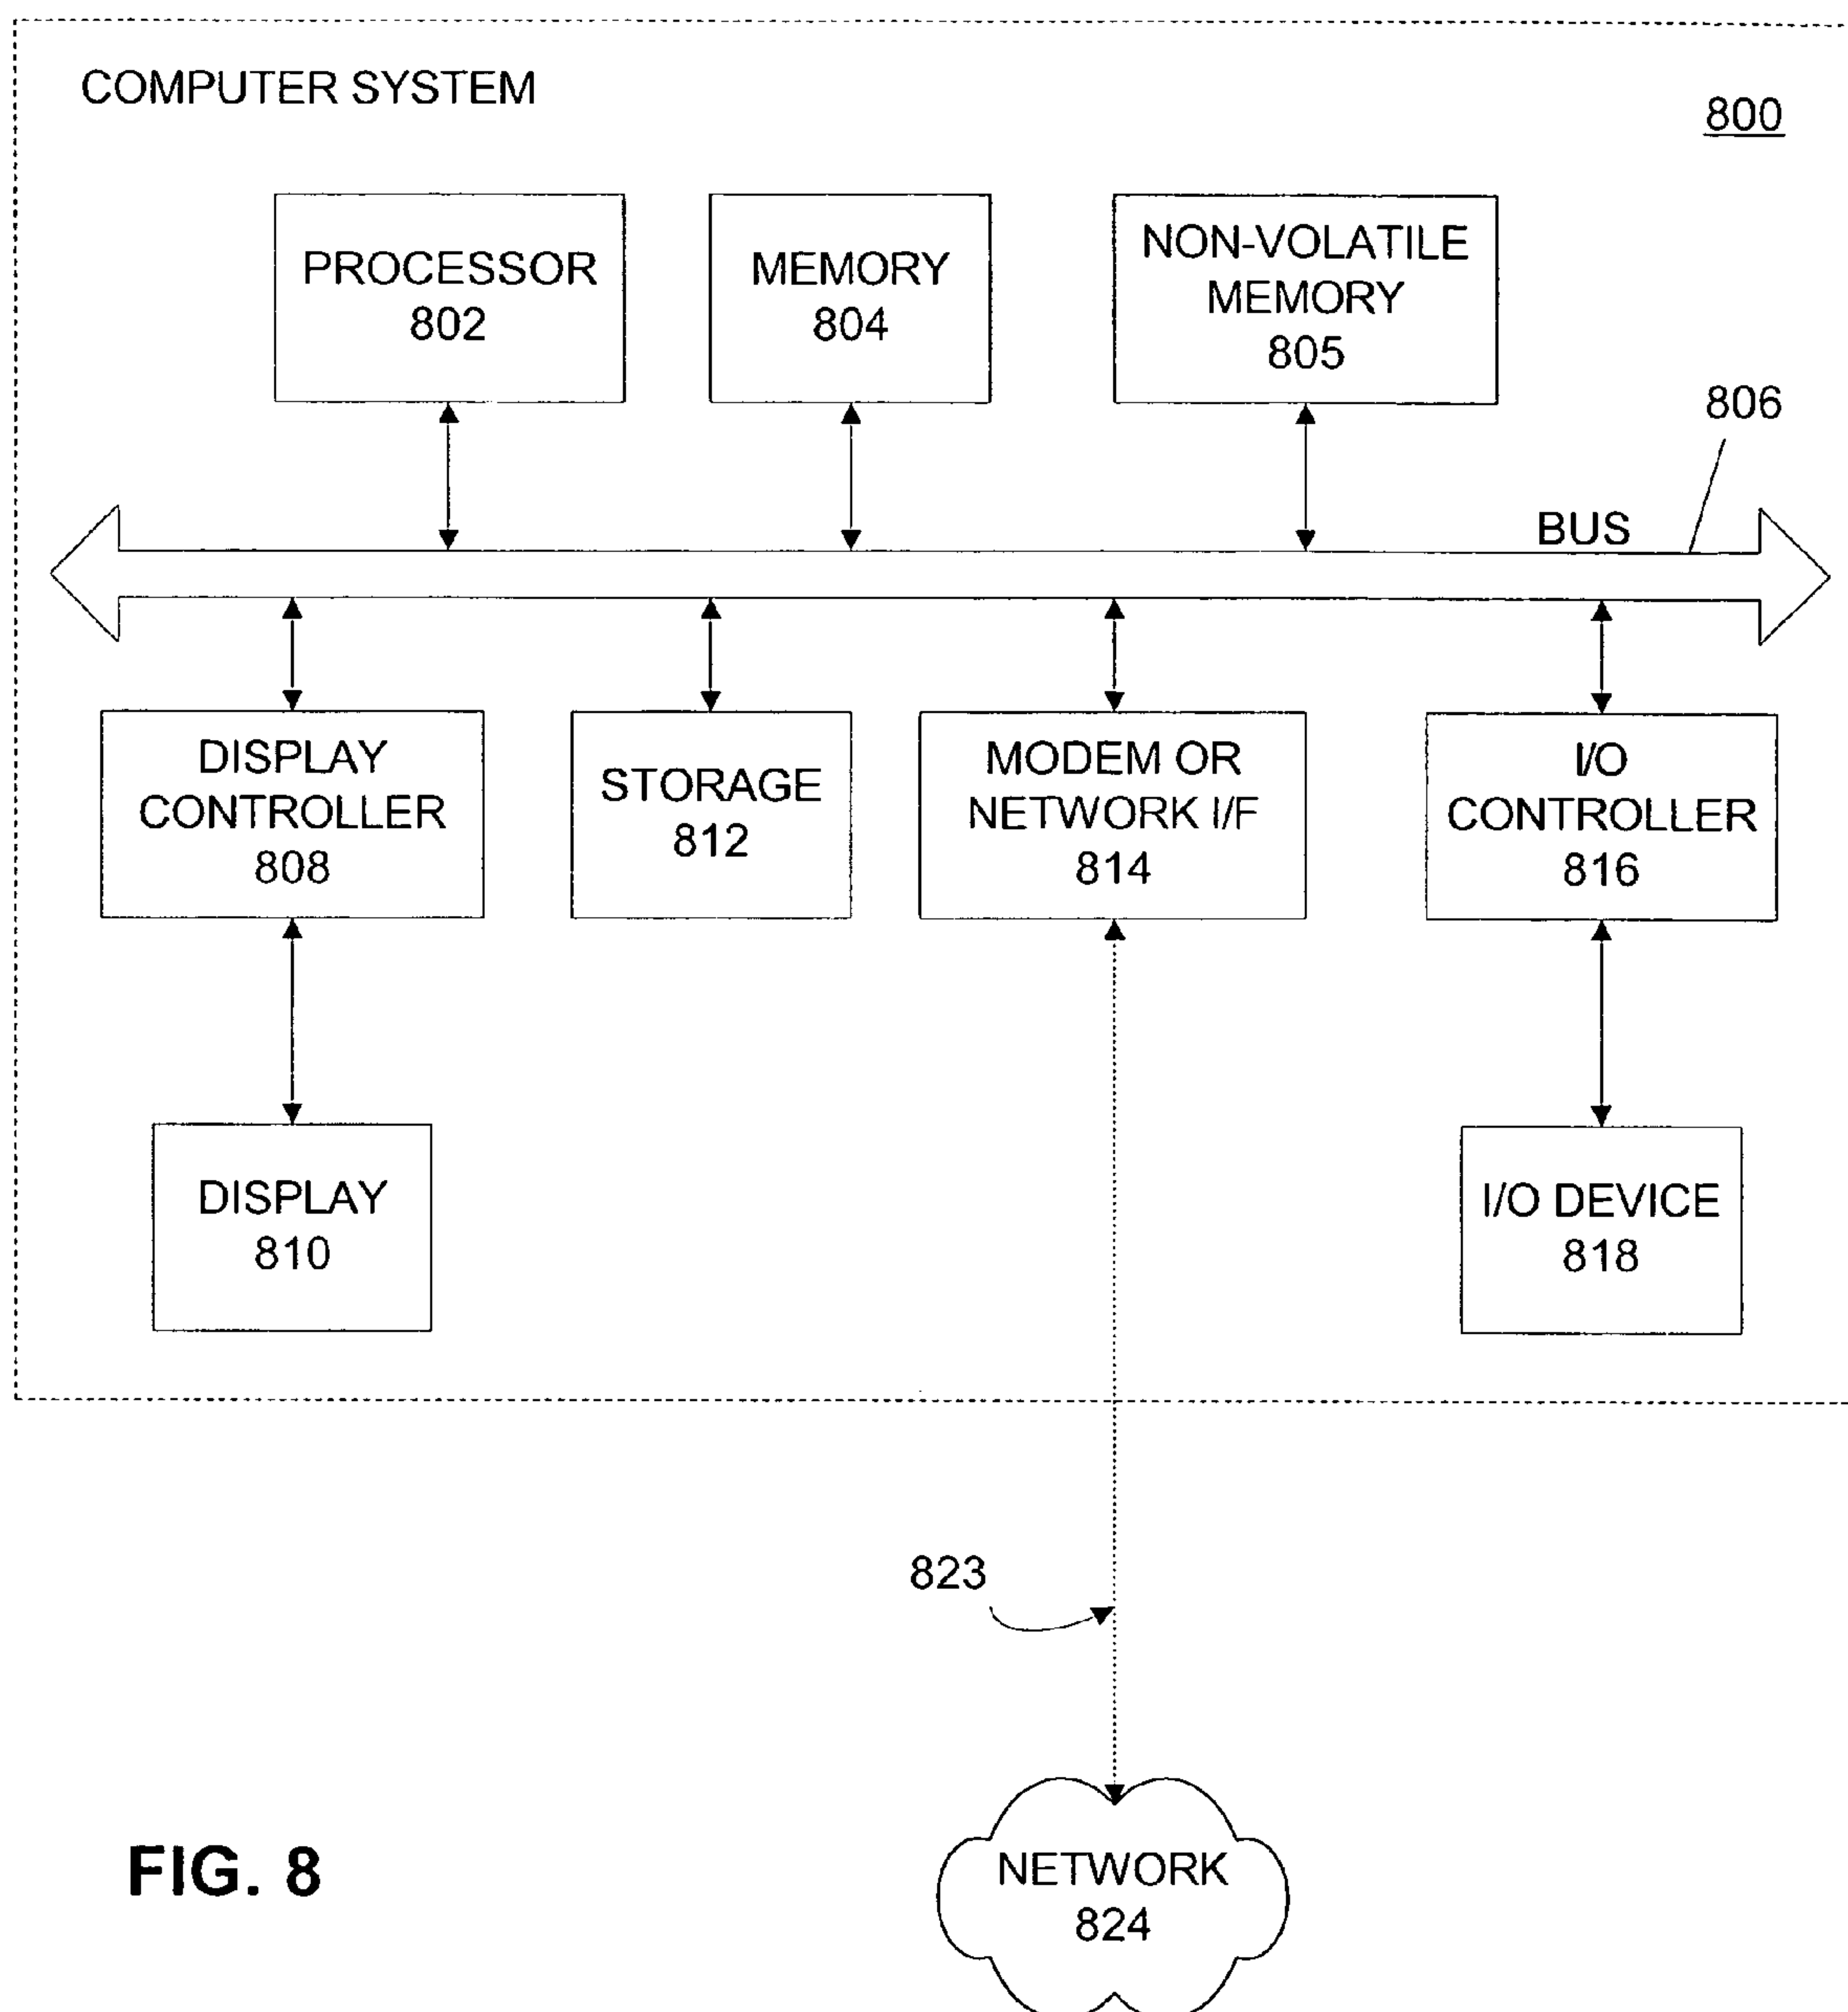 COMPUTER SYSTEM
800
PROCESSOR
802
MEMORY
804
NON-VOLATILE
MEMORY
805
806
BUS
DISPLAY
CONTROLLER
808
STORAGE
812
MODEM OR
NETWORK I/F
814
I/O
CONTROLLER
816
DISPLAY
810
I/O DEVICE
818
823
FIG. 8
NETWORK
824